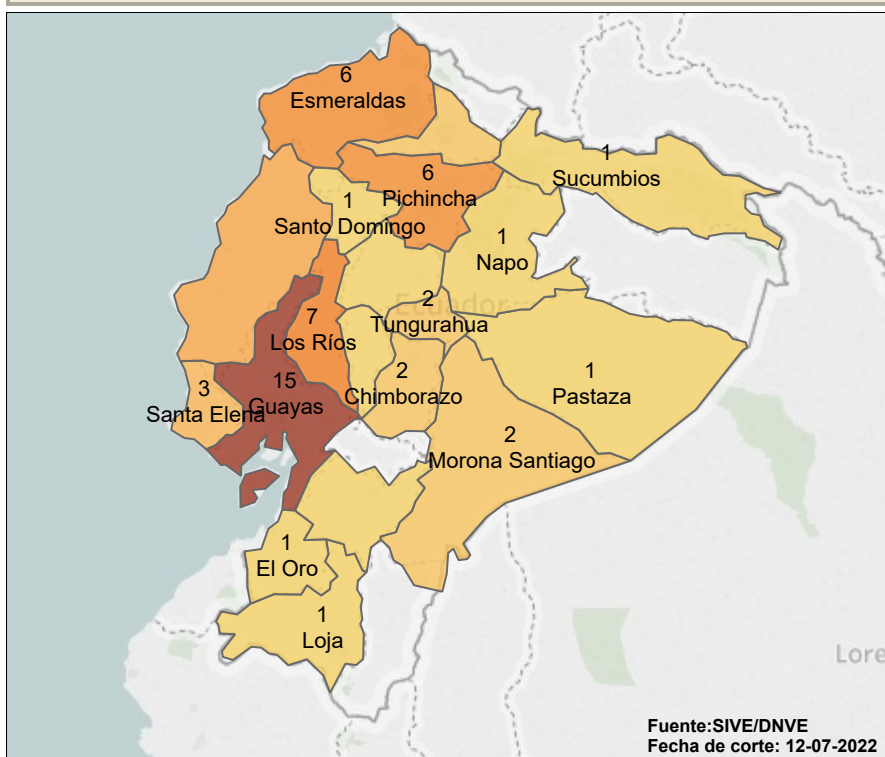 6
Esmeraldas
1
Sucumbios
6
Pichincha
1
Santo Domingo
1
Napo
Ecuador
2
Tungurahua
7
Los Ríos
2
Chimborazo
1
Pastaza
15
Guayas
3
Santa Elena
2
Morona Santiago
1
El Oro
1
Loja
Lore
Fuente:SIVE/DNVE
Fecha de corte: 12-07-2022